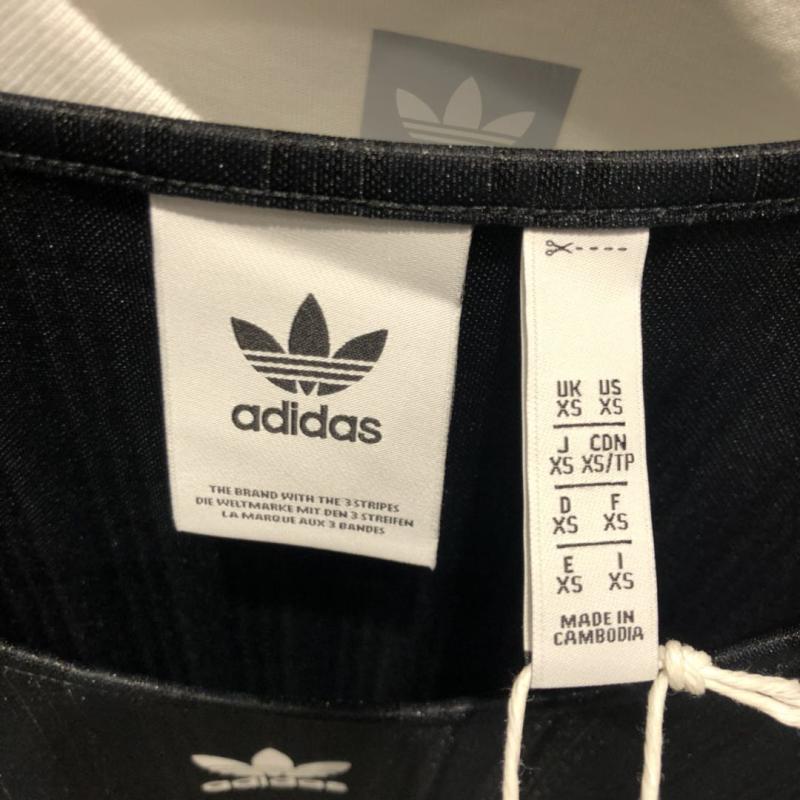 adidas
THE BRAND WITH THE 3 STRIPES
DIE WELTMARKE MIT DEN 3 STREIFEN
LA MARQUE AUX 3 BANDES
UK US
XS XS
J CDN
XS XS/TP
D F
XS XS
E I
XS XS
MADE IN
CAMBODIA
adidas